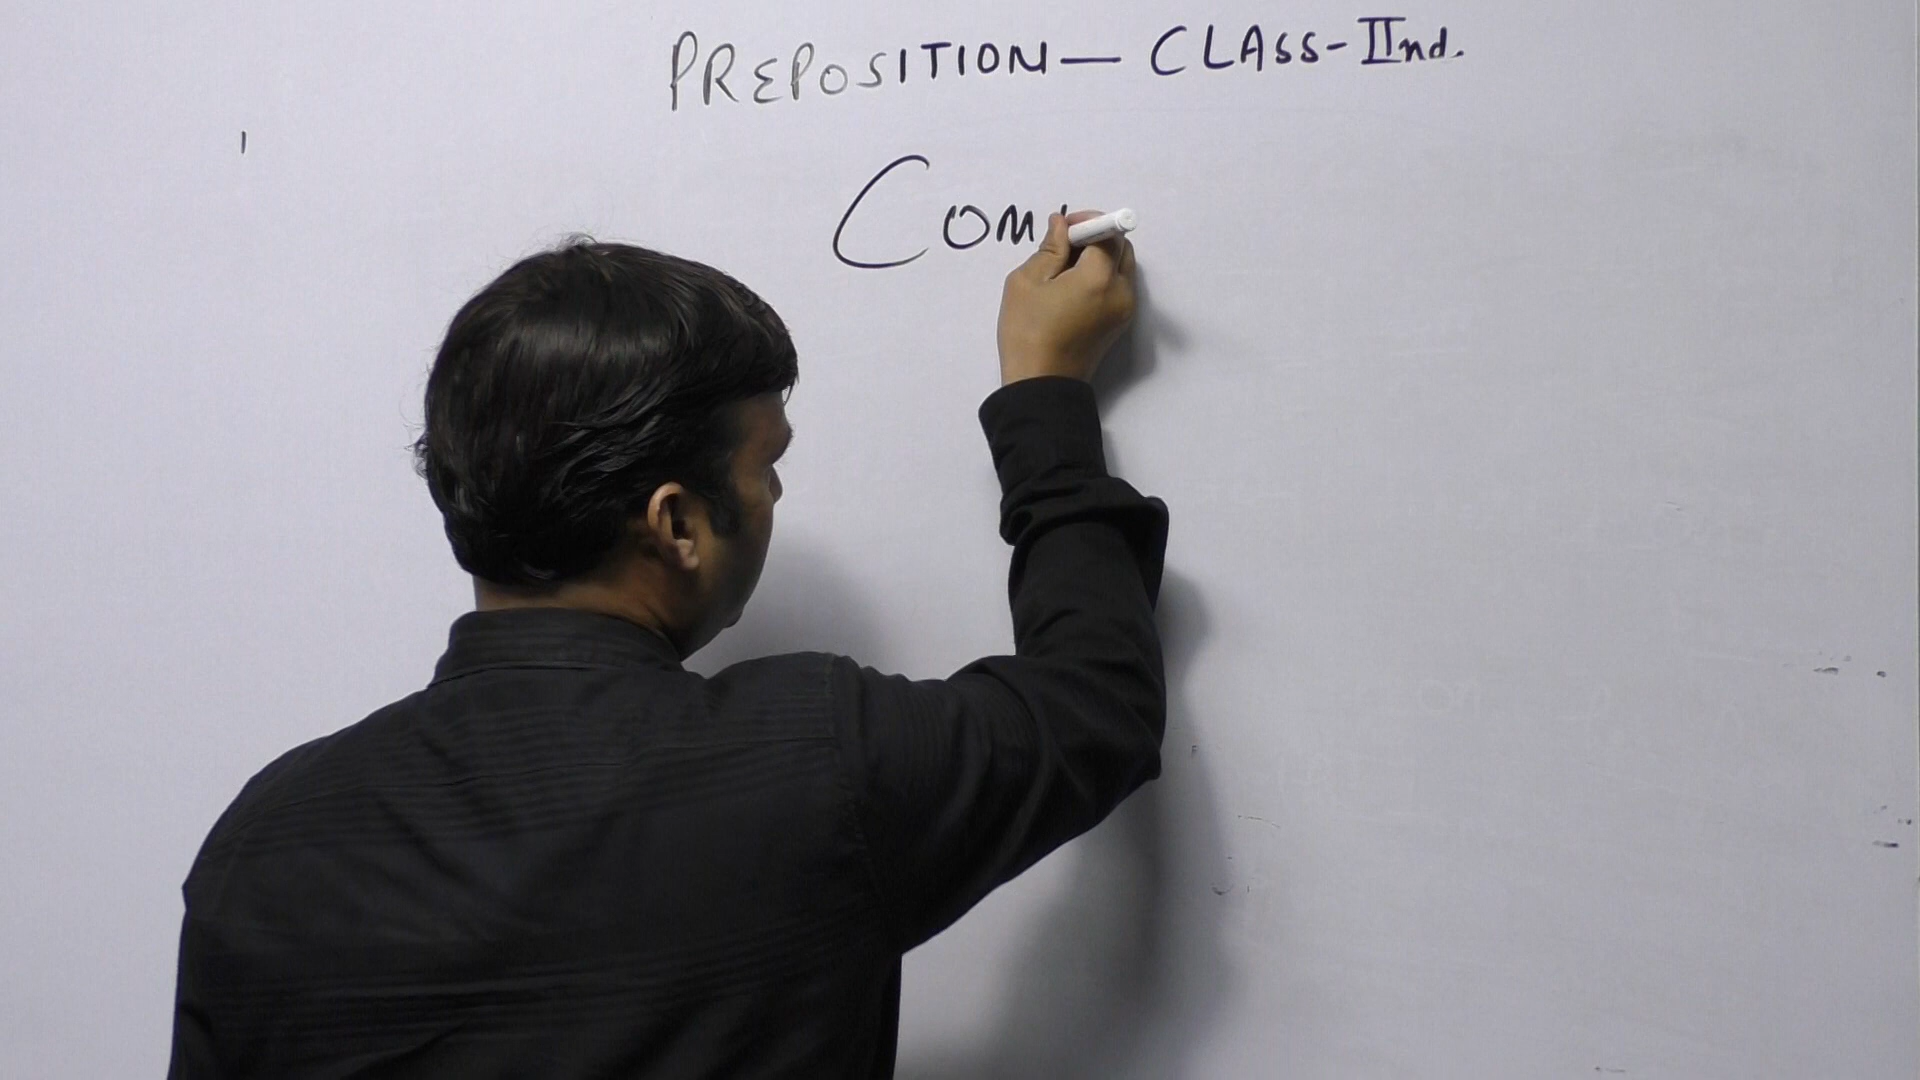 PREPOSITION — CLASS-IInd.
Com